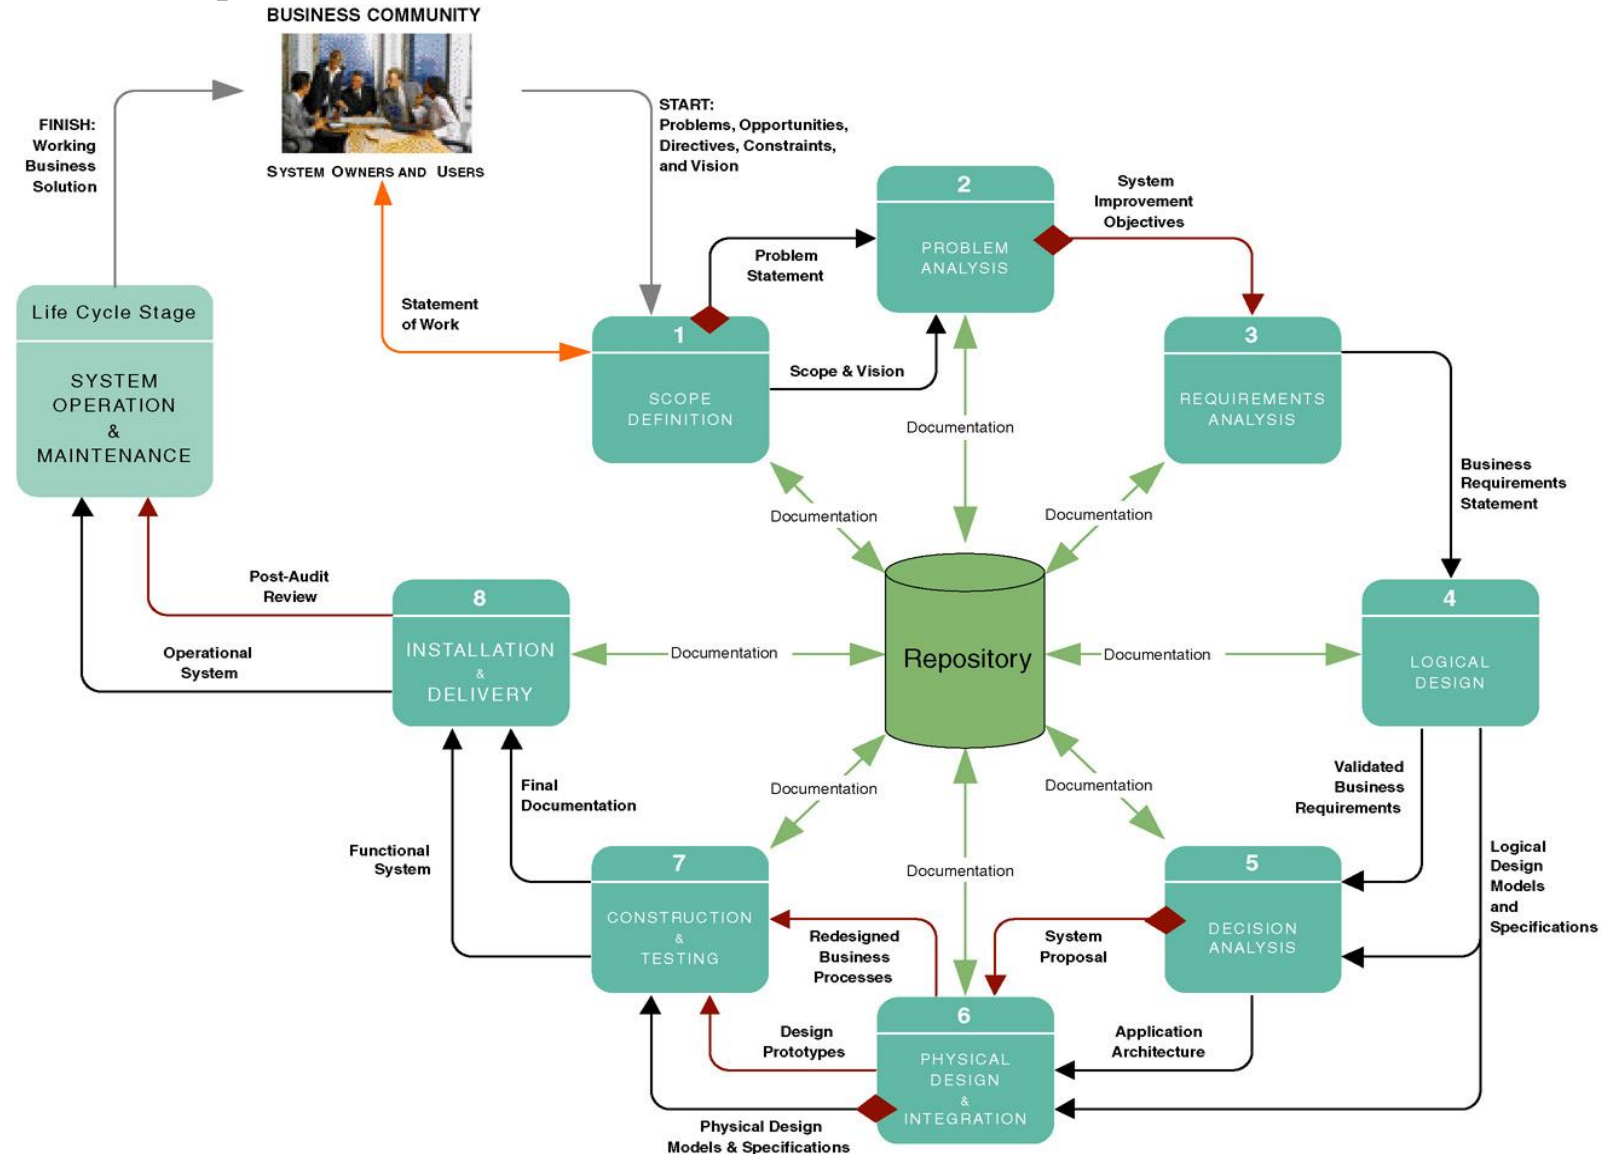 BUSINESS COMMUNITY
SYSTEM OWNERS AND USERS
FINISH:
Working
Business
Solution
START:
Problems, Opportunities,
Directives, Constraints,
and Vision
Statement
of Work
Life Cycle Stage
SYSTEM
OPERATION
&
MAINTENANCE
1
SCOPE
DEFINITION
Problem
Statement
Scope & Vision
2
PROBLEM
ANALYSIS
System
Improvement
Objectives
3
REQUIREMENTS
ANALYSIS
Business
Requirements
Statement
Documentation
Documentation
Documentation
Repository
4
LOGICAL
DESIGN
Documentation
Documentation
Validated
Business
Requirements
Logical
Design
Models
and
Specifications
Documentation
Documentation
Documentation
5
DECISION
ANALYSIS
System
Proposal
Application
Architecture
6
PHYSICAL
DESIGN
&
INTEGRATION
Redesigned
Business
Processes
Design
Prototypes
Physical Design
Models & Specifications
7
CONSTRUCTION
&
TESTING
Final
Documentation
Functional
System
8
INSTALLATION
&
DELIVERY
Post-Audit
Review
Operational
System